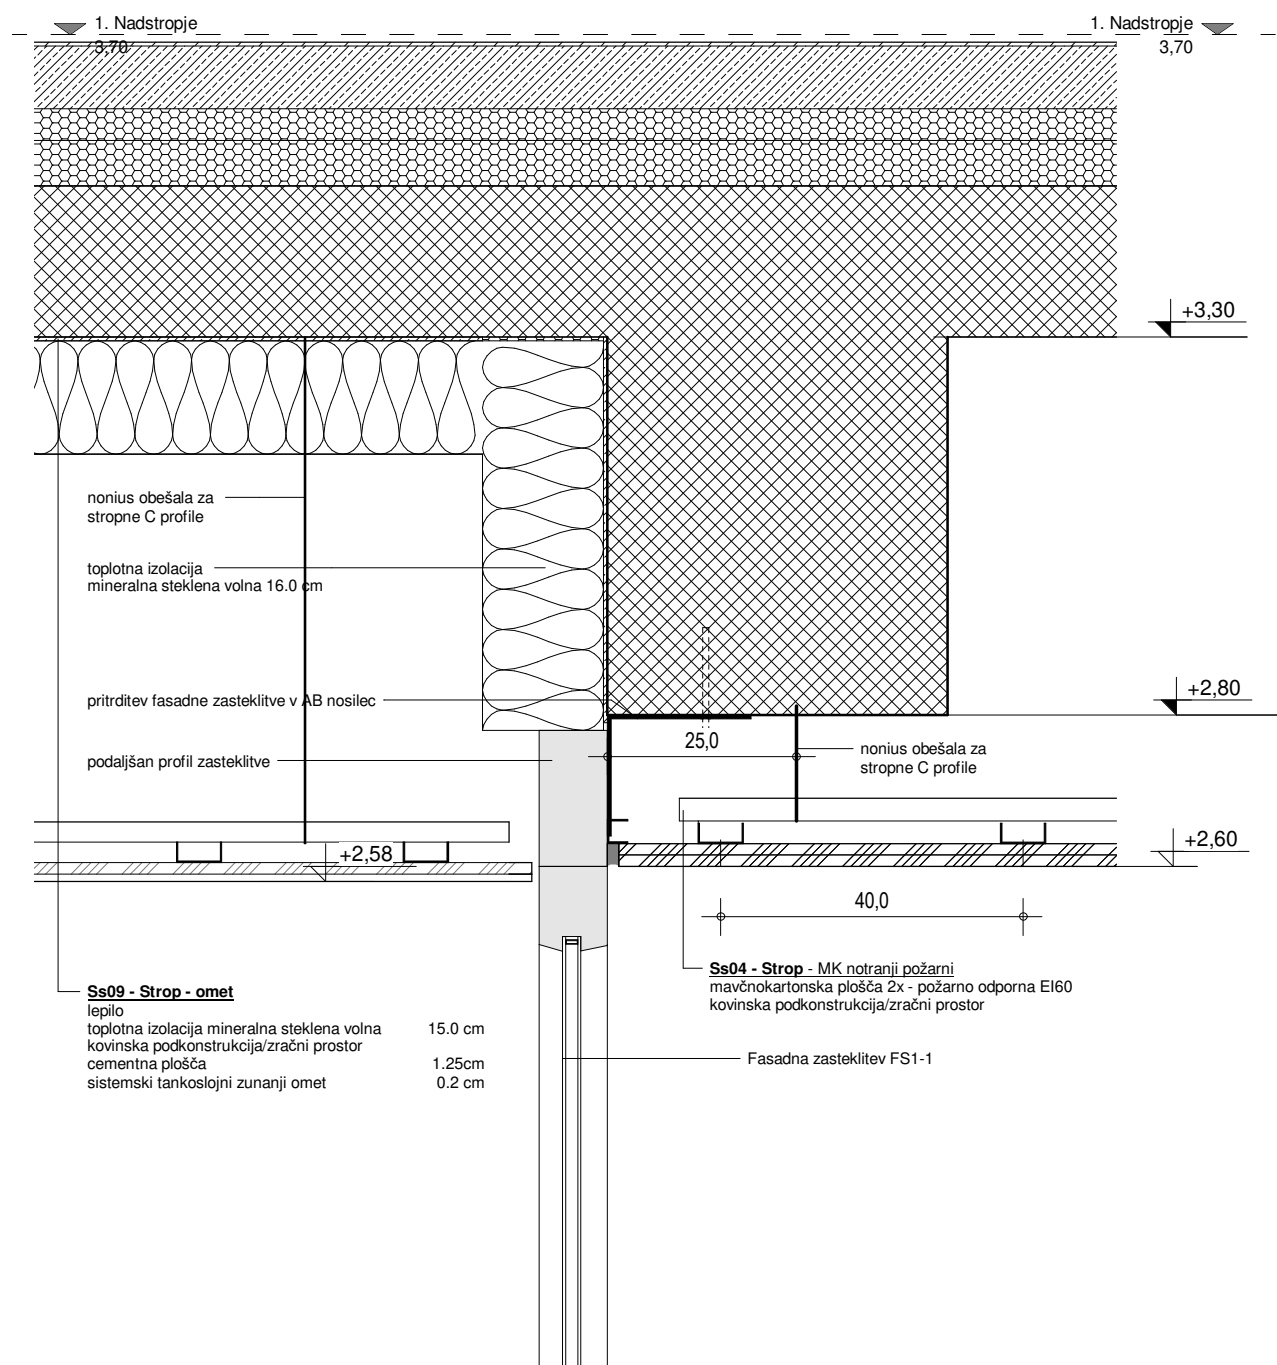 1. Nadstropje
3,70
1. Nadstropje
3,70
+3,30
nonius obešala za
stropne C profile
toplotna izolacija
mineralna steklena volna 16.0 cm
pritrditev fasadne zasteklitve v AB nosilec
+2,80
25,0
nonius obešala za
stropne C profile
podaljšan profil zasteklitve
+2,58
+2,60
40,0
Ss04 - Strop - MK notranji požarni
mavčnokartonska plošča 2x - požarno odporna EI60
kovinska podkonstrukcija/zračni prostor
Ss09 - Strop - omet
lepilo
toplotna izolacija mineralna steklena volna 15.0 cm
kovinska podkonstrukcija/zračni prostor
cementna plošča 1.25cm
sistemski tankoslojni zunanji omet 0.2 cm
Fasadna zasteklitev FS1-1